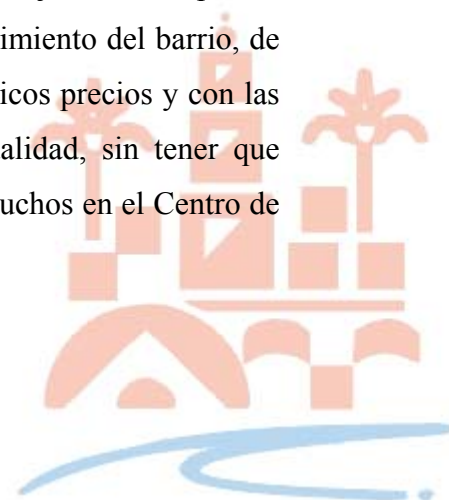 imiento del barrio, de
icos precios y con las
alidad, sin tener que
uchos en el Centro de